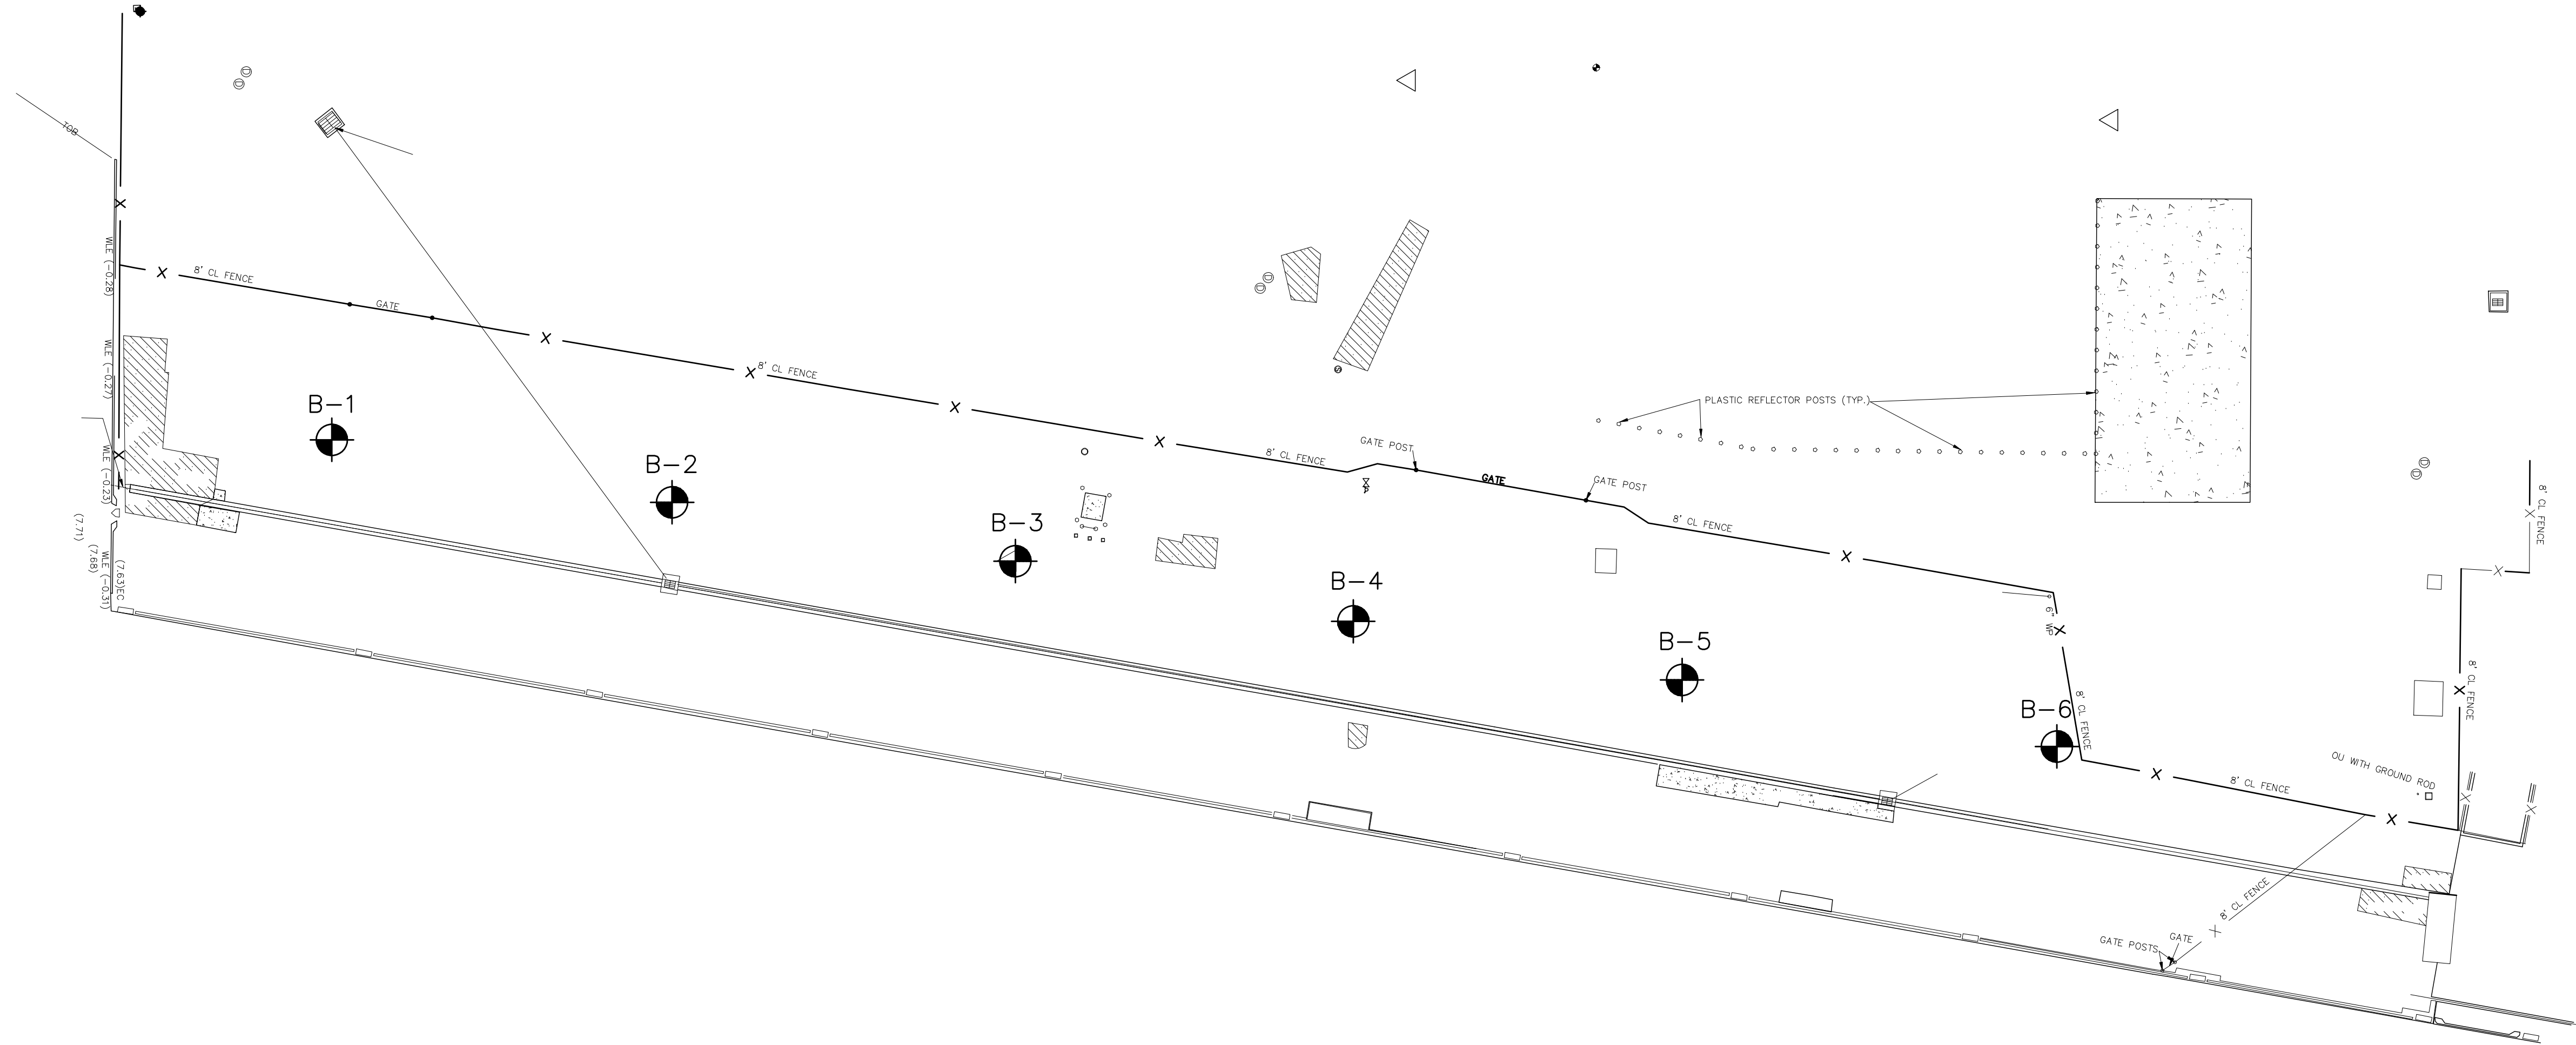 TOB
WLE (-0.28)
8' CL FENCE
GATE
WLE (-0.27)
8' CL FENCE
B-1
PLASTIC REFLECTOR POSTS (TYP.)
WLE (-0.23)
B-2
8' CL FENCE
GATE POST
GATE
GATE POST
8' CL FENCE
8' CL FENCE
(7.71)
(7.68)
WLE (-0.31)
(7.63)EC
B-3
B-4
6" WP
B-5
8' CL FENCE
B-6
8' CL FENCE
8' CL FENCE
OU WITH GROUND ROD
8' CL FENCE
GATE POSTS
GATE
D
D
D
D
D
D
S